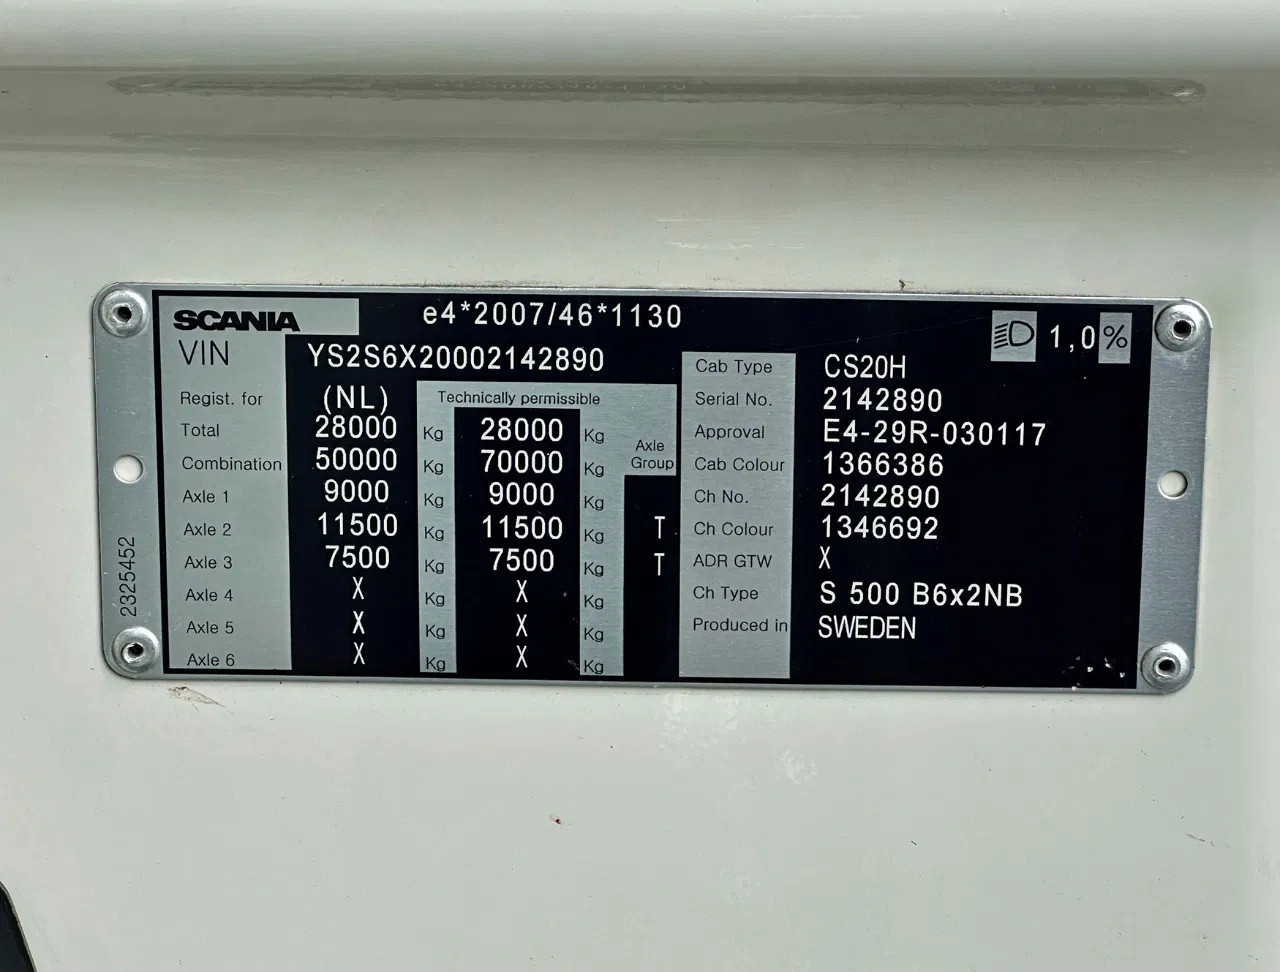 SCANIA e4*2007/46*1130
1,0 %
VIN YS2S6X20002142890
Regist. for (NL) Technically permissible
Total 28000 Kg 28000 Kg
Combination 50000 Kg 70000 Kg Axle Group
Axle 1 9000 Kg 9000 Kg
Axle 2 11500 Kg 11500 Kg T
Axle 3 7500 Kg 7500 Kg T
Axle 4 X Kg X Kg
Axle 5 X Kg X Kg
Axle 6 X Kg X Kg
Cab Type CS20H
Serial No. 2142890
Approval E4-29R-030117
Cab Colour 1366386
Ch No. 2142890
Ch Colour 1346692
ADR GTW X
Ch Type S 500 B6x2NB
Produced in SWEDEN
2325452